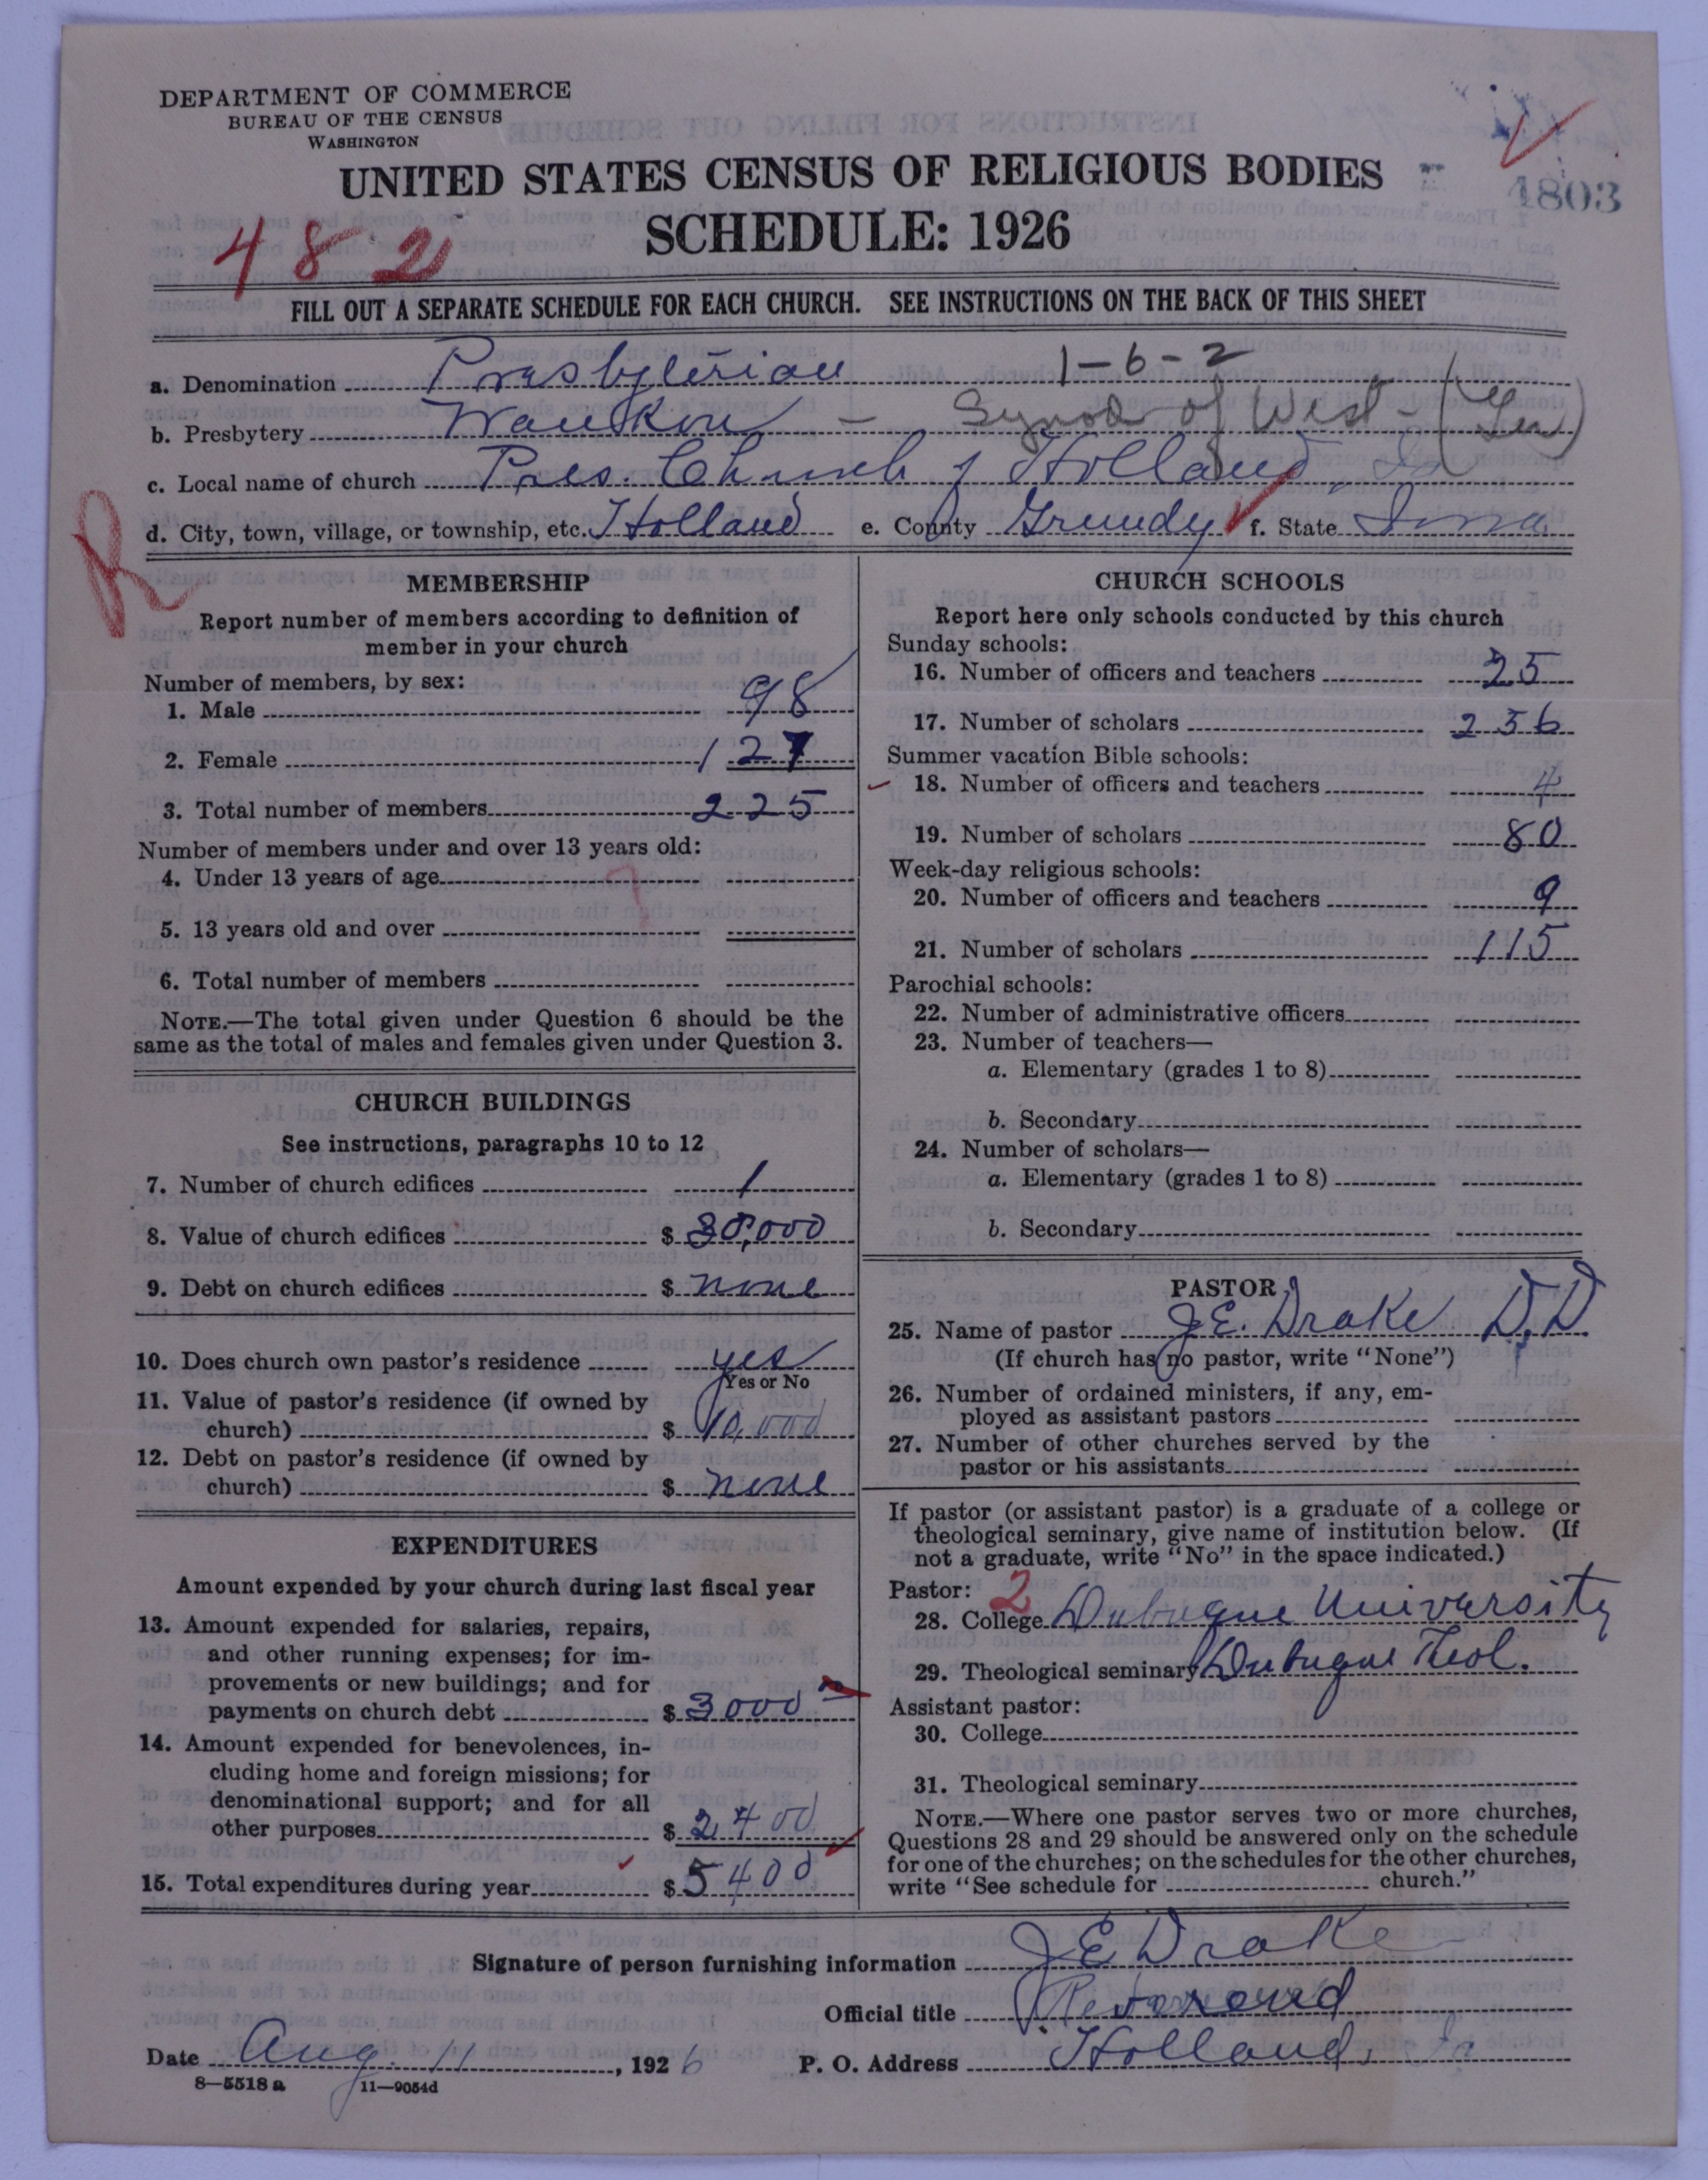 DEPARTMENT OF COMMERCE
BUREAU OF THE CENSUS
WASHINGTON
UNITED STATES CENSUS OF RELIGIOUS BODIES
4803
SCHEDULE: 1926
482
FILL OUT A SEPARATE SCHEDULE FOR EACH CHURCH. SEE INSTRUCTIONS ON THE BACK OF THIS SHEET
a. Denomination Presbyterian 1-6-2
b. Presbytery Waukon - Synod of West - (Ger)
c. Local name of church Pres. Church of Holland, Ia
d. City, town, village, or township, etc. Holland e. County Grundy f. State Iowa
R
MEMBERSHIP
Report number of members according to definition of
member in your church
Number of members, by sex:
1. Male 98
2. Female 127
3. Total number of members 225
Number of members under and over 13 years old:
4. Under 13 years of age
5. 13 years old and over
6. Total number of members
NOTE.—The total given under Question 6 should be the
same as the total of males and females given under Question 3.
CHURCH BUILDINGS
See instructions, paragraphs 10 to 12
7. Number of church edifices 1
8. Value of church edifices $ 30,000
9. Debt on church edifices $ none
10. Does church own pastor's residence yes
Yes or No
11. Value of pastor's residence (if owned by
church) $ 10,000
12. Debt on pastor's residence (if owned by
church) $ none
EXPENDITURES
Amount expended by your church during last fiscal year
13. Amount expended for salaries, repairs,
and other running expenses; for im-
provements or new buildings; and for
payments on church debt $ 3000
14. Amount expended for benevolences, in-
cluding home and foreign missions; for
denominational support; and for all
other purposes $ 2400
15. Total expenditures during year $ 5400
CHURCH SCHOOLS
Report here only schools conducted by this church
Sunday schools:
16. Number of officers and teachers 25
17. Number of scholars 256
Summer vacation Bible schools:
18. Number of officers and teachers 4
19. Number of scholars 80
Week-day religious schools:
20. Number of officers and teachers 9
21. Number of scholars 115
Parochial schools:
22. Number of administrative officers
23. Number of teachers—
a. Elementary (grades 1 to 8)
b. Secondary
24. Number of scholars—
a. Elementary (grades 1 to 8)
b. Secondary
PASTOR
25. Name of pastor J.E. Drake D.D.
(If church has no pastor, write "None")
26. Number of ordained ministers, if any, em-
ployed as assistant pastors
27. Number of other churches served by the
pastor or his assistants
If pastor (or assistant pastor) is a graduate of a college or
theological seminary, give name of institution below. (If
not a graduate, write "No" in the space indicated.)
Pastor: 2
28. College Dubuque University
29. Theological seminary Dubuque Theol.
Assistant pastor:
30. College
31. Theological seminary
NOTE.—Where one pastor serves two or more churches,
Questions 28 and 29 should be answered only on the schedule
for one of the churches; on the schedules for the other churches,
write "See schedule for church."
Signature of person furnishing information J E Drake
Official title Reverend
Date Aug. 11, 1926 P. O. Address Holland, Ia
8—5518 a 11—9054d